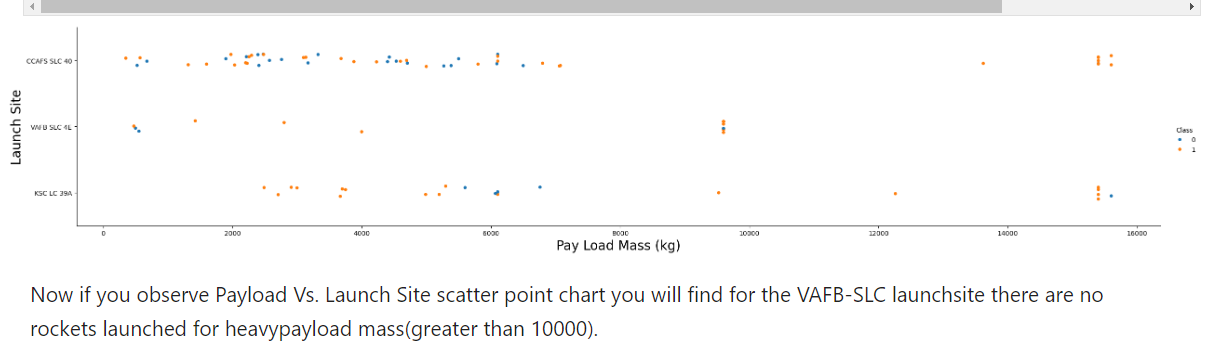 CCAFS SLC 40
VAFB SLC 4E
KSC LC 39A
Launch Site
0 2000 4000 6000 8000 10000 12000 14000 16000
Pay Load Mass (kg)
Class
0
1
Now if you observe Payload Vs. Launch Site scatter point chart you will find for the VAFB-SLC launchsite there are no
rockets launched for heavypayload mass(greater than 10000).